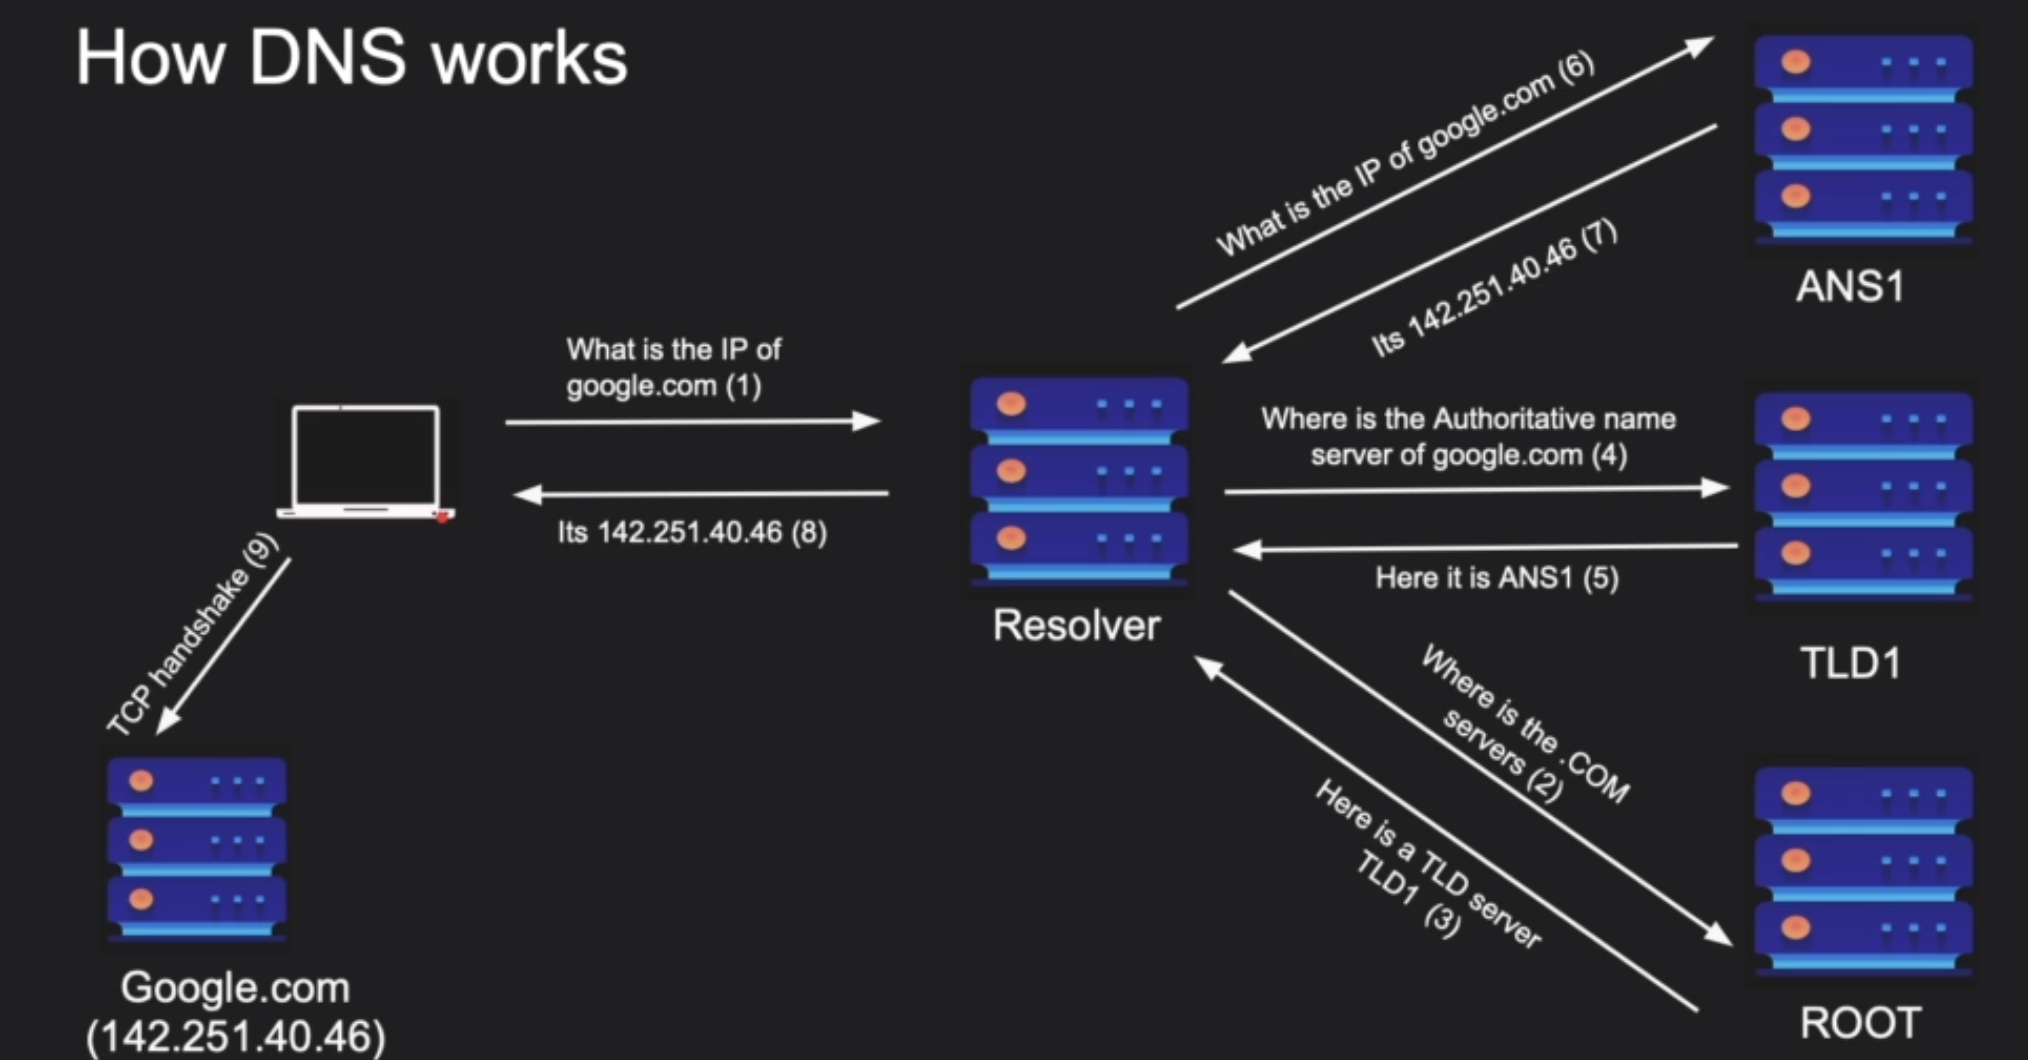 How DNS works
What is the IP of google.com (6)
Its 142.251.40.46 (7)
ANS1
What is the IP of
google.com (1)
Its 142.251.40.46 (8)
Resolver
Where is the Authoritative name
server of google.com (4)
Here it is ANS1 (5)
TLD1
Where is the .COM
servers (2)
Here is a TLD server
TLD1 (3)
ROOT
TCP handshake (9)
Google.com
(142.251.40.46)